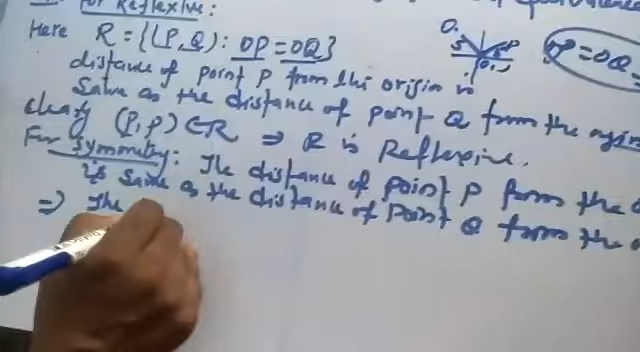 For Reflexive:
Here R = {(P,Q): OP = OQ}
distance of point P from the origin is
same as the distance of point Q from the origin
clearly (P,P) ∈ R ⇒ R is Reflexive.
For Symmetry: The distance of point P from the
is same as the distance of point Q from the
⇒ The
O.
OP = OQ